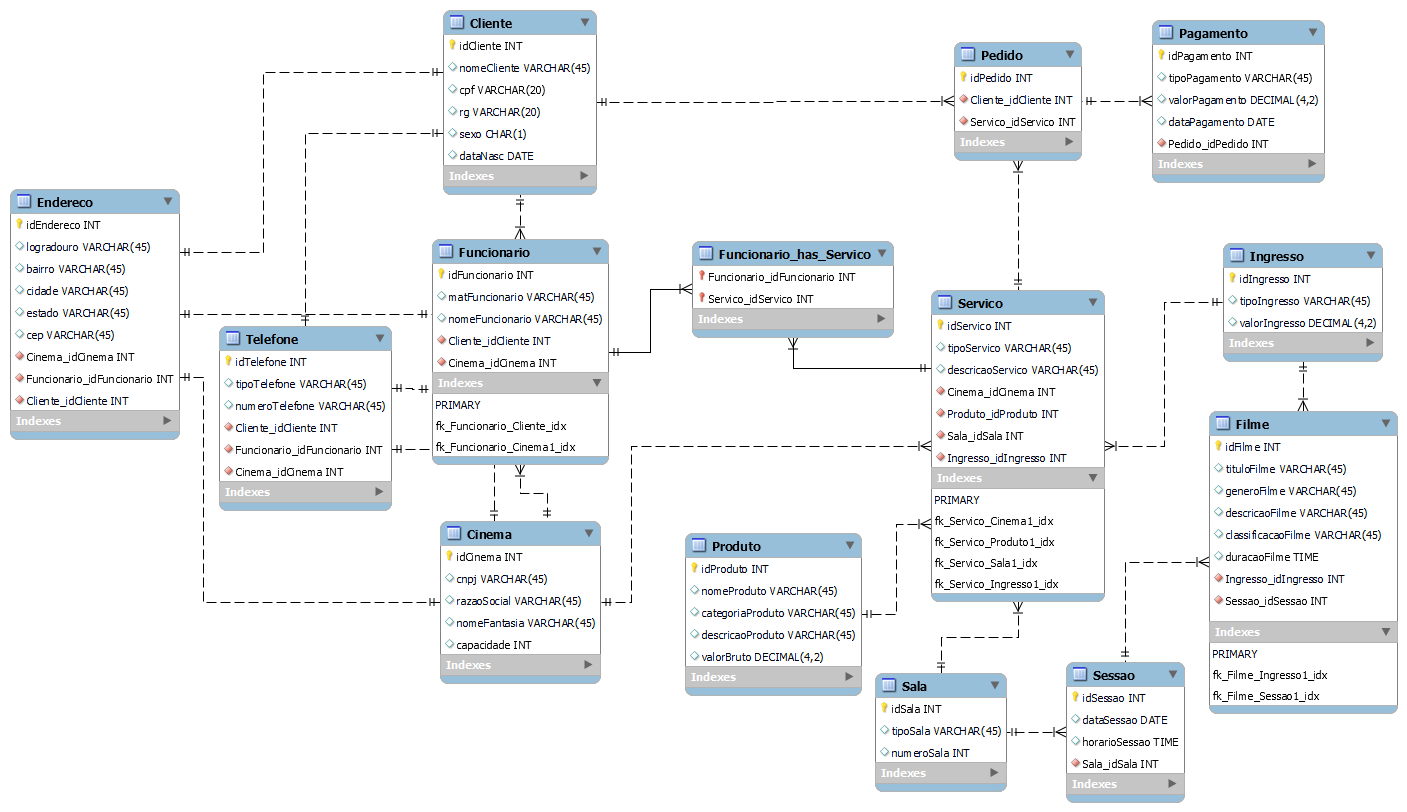 Cliente
idCliente INT
nomeCliente VARCHAR(45)
cpf VARCHAR(20)
rg VARCHAR(20)
sexo CHAR(1)
dataNasc DATE
Indexes
Pedido
idPedido INT
Cliente_idCliente INT
Servico_idServico INT
Indexes
Pagamento
idPagamento INT
tipoPagamento VARCHAR(45)
valorPagamento DECIMAL(4,2)
dataPagamento DATE
Pedido_idPedido INT
Indexes
Endereco
idEndereco INT
logradouro VARCHAR(45)
bairro VARCHAR(45)
cidade VARCHAR(45)
estado VARCHAR(45)
cep VARCHAR(45)
Cinema_idCinema INT
Funcionario_idFuncionario INT
Cliente_idCliente INT
Indexes
Telefone
idTelefone INT
tipoTelefone VARCHAR(45)
numeroTelefone VARCHAR(45)
Cliente_idCliente INT
Funcionario_idFuncionario INT
Cinema_idCinema INT
Indexes
Funcionario
idFuncionario INT
matFuncionario VARCHAR(45)
nomeFuncionario VARCHAR(45)
Cliente_idCliente INT
Cinema_idCinema INT
Indexes
PRIMARY
fk_Funcionario_Cliente_idx
fk_Funcionario_Cinema1_idx
Funcionario_has_Servico
Funcionario_idFuncionario INT
Servico_idServico INT
Indexes
Servico
idServico INT
tipoServico VARCHAR(45)
descricaoServico VARCHAR(45)
Cinema_idCinema INT
Produto_idProduto INT
Sala_idSala INT
Ingresso_idIngresso INT
Indexes
PRIMARY
fk_Servico_Cinema1_idx
fk_Servico_Produto1_idx
fk_Servico_Sala1_idx
fk_Servico_Ingresso1_idx
Ingresso
idIngresso INT
tipoIngresso VARCHAR(45)
valorIngresso DECIMAL(4,2)
Indexes
Filme
idFilme INT
tituloFilme VARCHAR(45)
generoFilme VARCHAR(45)
descricaoFilme VARCHAR(45)
classificacaoFilme VARCHAR(45)
duracaoFilme TIME
Ingresso_idIngresso INT
Sessao_idSessao INT
Indexes
PRIMARY
fk_Filme_Ingresso1_idx
fk_Filme_Sessao1_idx
Cinema
idCinema INT
cnpj VARCHAR(45)
razaoSocial VARCHAR(45)
nomeFantasia VARCHAR(45)
capacidade INT
Indexes
Produto
idProduto INT
nomeProduto VARCHAR(45)
categoriaProduto VARCHAR(45)
descricaoProduto VARCHAR(45)
valorBruto DECIMAL(4,2)
Indexes
Sala
idSala INT
tipoSala VARCHAR(45)
numeroSala INT
Indexes
Sessao
idSessao INT
dataSessao DATE
horarioSessao TIME
Sala_idSala INT
Indexes